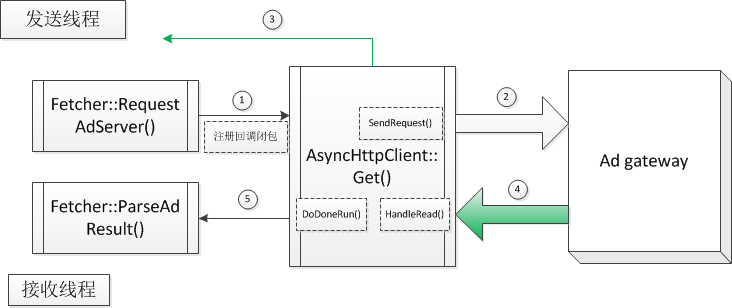 发送线程
3
Fetcher::Request
AdServer()
1
注册回调闭包
SendRequest()
AsyncHttpClient::
Get()
2
Ad gateway
4
Fetcher::ParseAd
Result()
5
DoDoneRun()
HandleRead()
接收线程